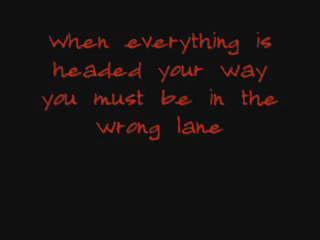 When everything is
headed your way
you must be in the
wrong lane